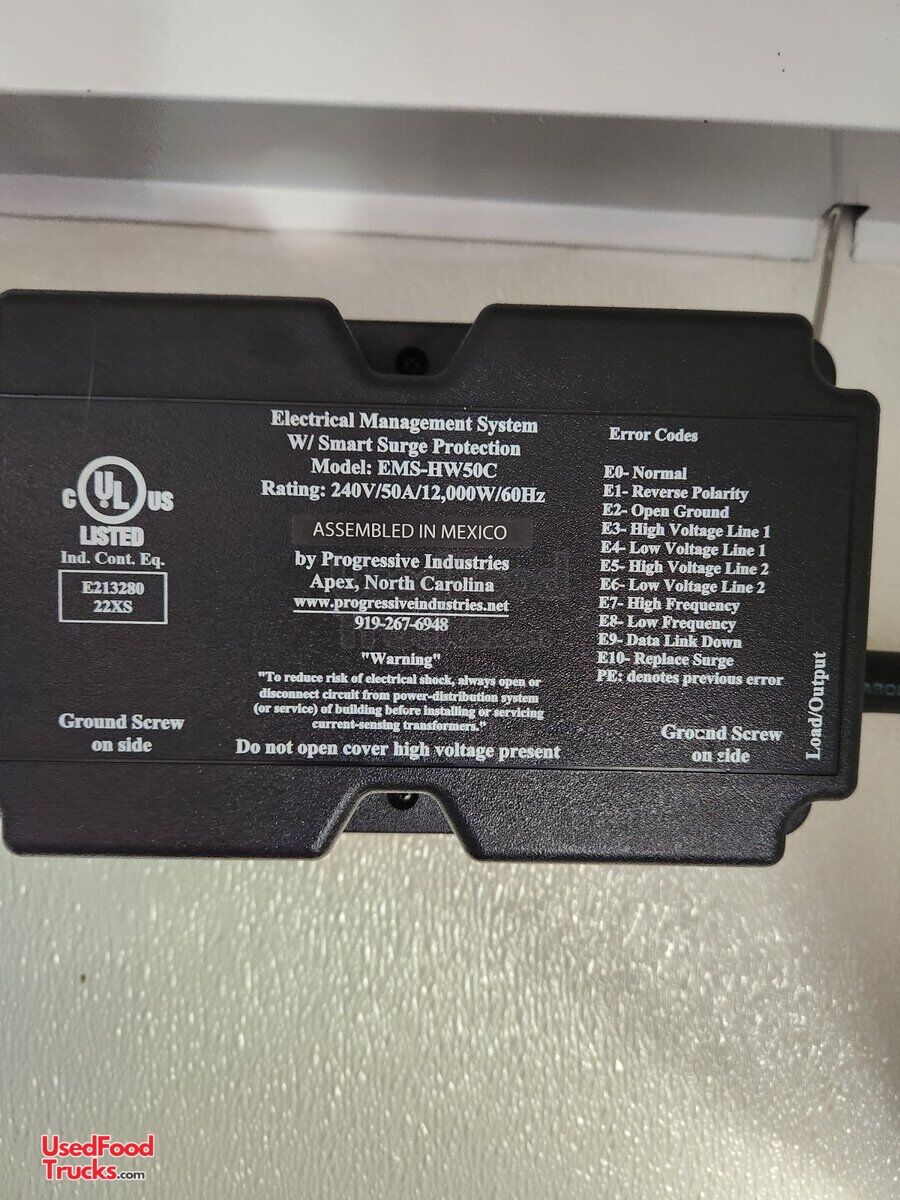 Electrical Management System
W/ Smart Surge Protection
Model: EMS-HW50C
Rating: 240V/50A/12,000W/60Hz
ASSEMBLED IN MEXICO
by Progressive Industries
Apex, North Carolina
www.progressiveindustries.net
919-267-6948
"Warning"
"To reduce risk of electrical shock, always open or
disconnect circuit from power-distribution system
(or service) of building before installing or servicing
current-sensing transformers."
Do not open cover high voltage present
C UL US
LISTED
Ind. Cont. Eq.
E213280
22XS
Ground Screw
on side
Error Codes
E0- Normal
E1- Reverse Polarity
E2- Open Ground
E3- High Voltage Line 1
E4- Low Voltage Line 1
E5- High Voltage Line 2
E6- Low Voltage Line 2
E7- High Frequency
E8- Low Frequency
E9- Data Link Down
E10- Replace Surge
PE: denotes previous error
Ground Screw
on side
Load/Output
UsedFood
Trucks.com